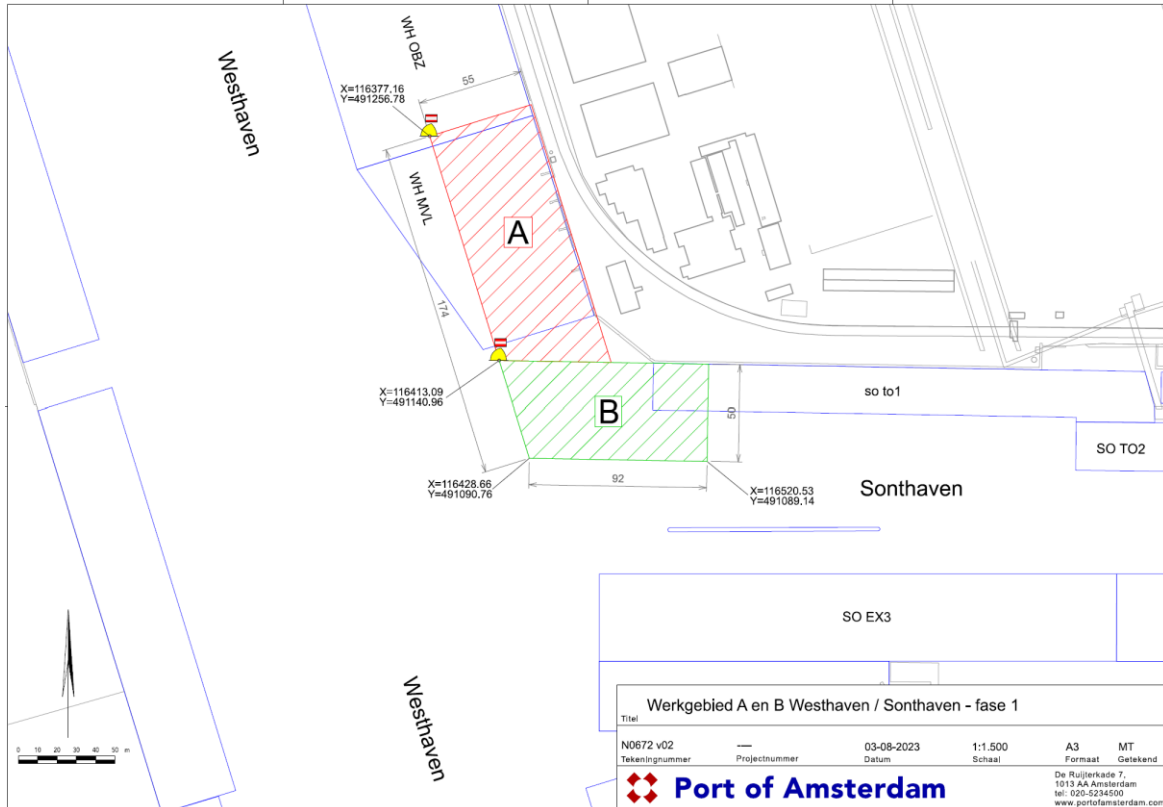 Westhaven
WH OBZ
55
X=116377.16
Y=491256.78
WH MVL
A
174
X=116413.09
Y=491140.96
B
50
so to1
SO TO2
X=116428.66
Y=491090.76
92
X=116520.53
Y=491089.14
Sonthaven
SO EX3
Westhaven
0 10 20 30 40 50 m
Werkgebied A en B Westhaven / Sonthaven - fase 1
Titel
N0672 v02 ---- 03-08-2023 1:1.500 A3 MT
Tekeningnummer Projectnummer Datum Schaal Formaat Getekend
Port of Amsterdam
De Ruijterkade 7,
1013 AA Amsterdam
tel: 020-5234500
www.portofamsterdam.com